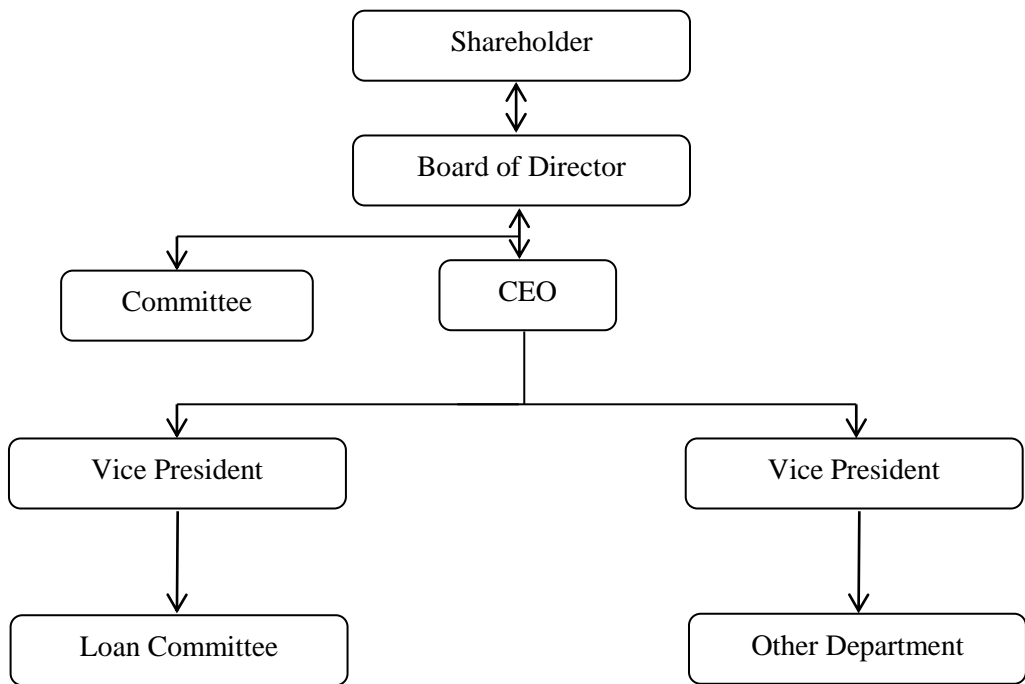 Shareholder
Board of Director
Committee
CEO
Vice President
Vice President
Loan Committee
Other Department